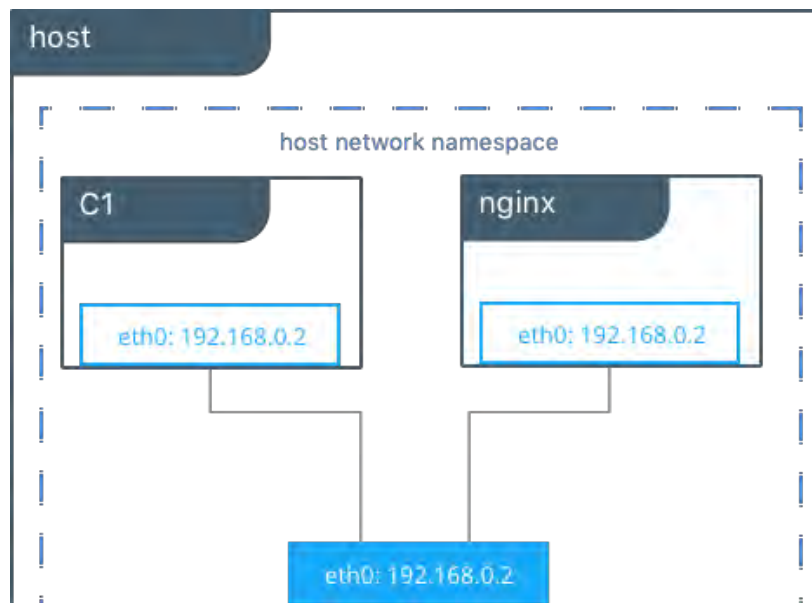 host
host network namespace
C1
nginx
eth0: 192.168.0.2
eth0: 192.168.0.2
eth0: 192.168.0.2